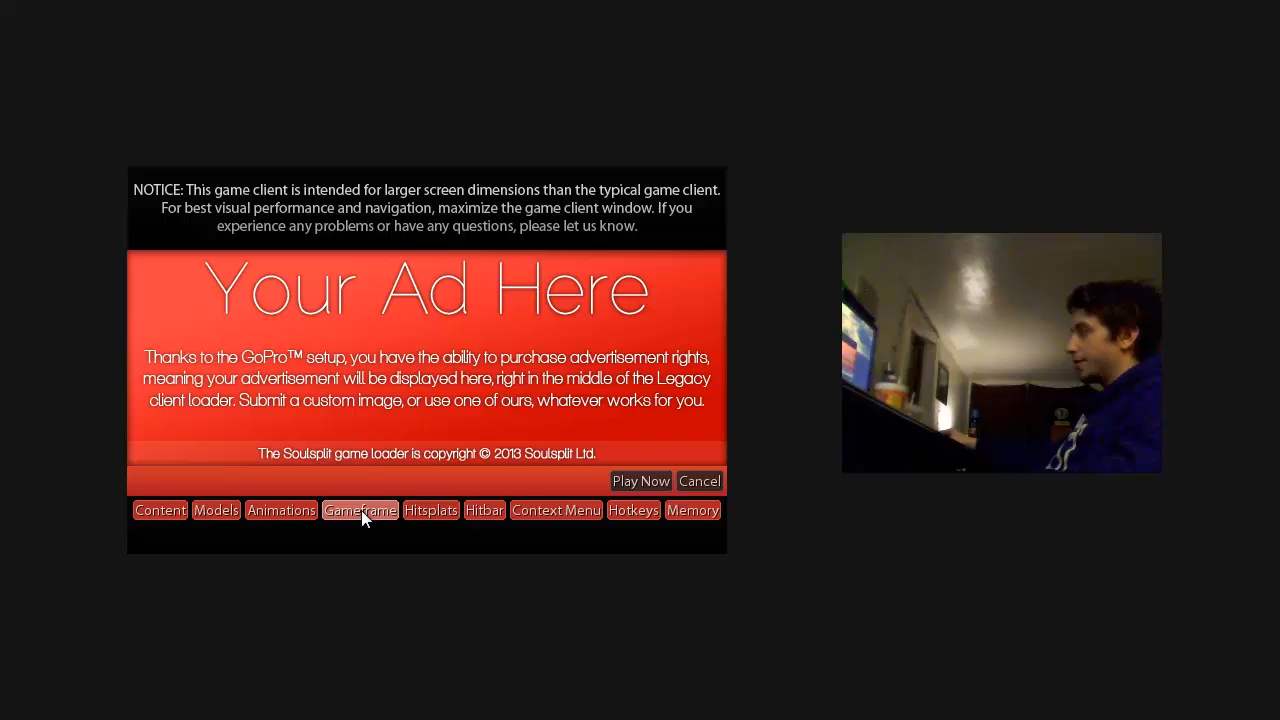 NOTICE: This game client is intended for larger screen dimensions than the typical game client.
For best visual performance and navigation, maximize the game client window. If you
experience any problems or have any questions, please let us know.
Your Ad Here
Thanks to the GoPro™ setup, you have the ability to purchase advertisement rights,
meaning your advertisement will be displayed here, right in the middle of the Legacy
client loader. Submit a custom image, or use one of ours, whatever works for you.
The Soulsplit game loader is copyright © 2013 Soulsplit Ltd.
Play Now Cancel
Content Models Animations Gameframe Hitsplats Hitbar Context Menu Hotkeys Memory